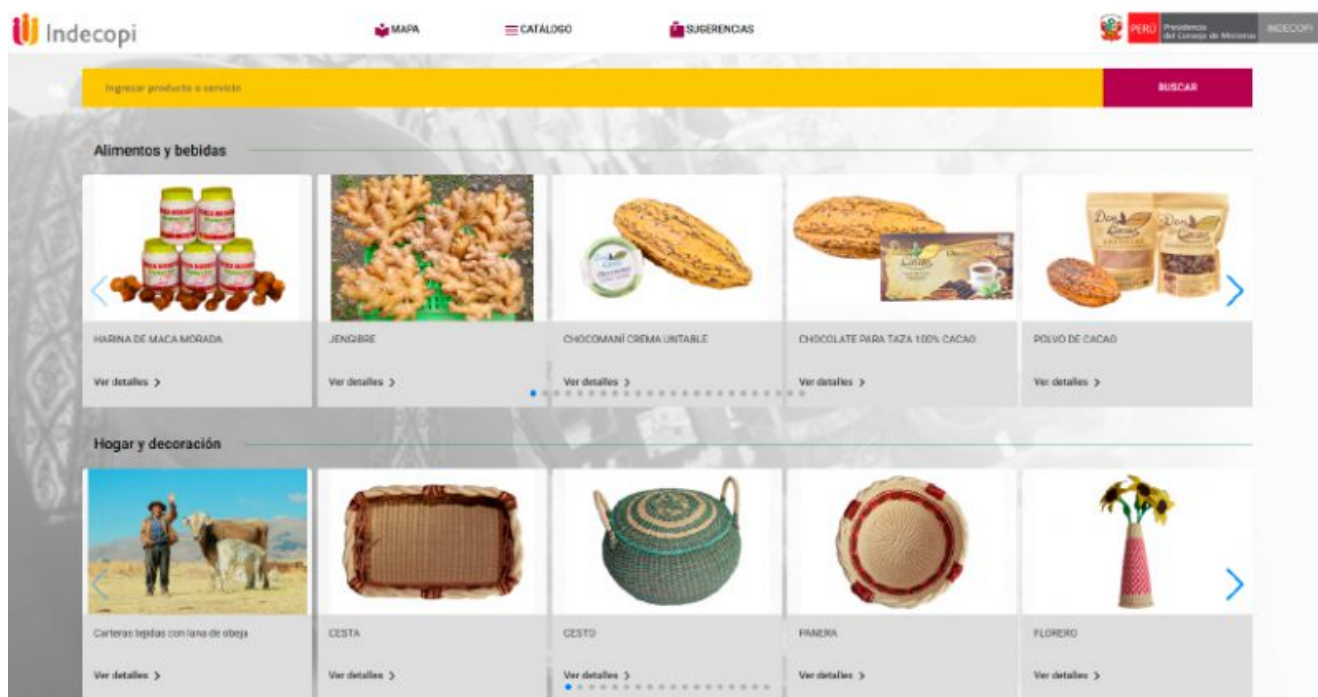 Indecopi
MAPA
CATÁLOGO
SUGERENCIAS
PERÚ
Presidencia
del Consejo de Ministros
INDECOPI
Ingresar producto o servicio
BUSCAR
Alimentos y bebidas
HARINA DE MACA MORADA
JENGIBRE
CHOCOMANÍ CREMA UNTABLE
CHOCOLATE PARA TAZA 100% CACAO
POLVO DE CACAO
Ver detalles >
Ver detalles >
Ver detalles >
Ver detalles >
Ver detalles >
Hogar y decoración
Carteras tejidas con lana de obeja
CESTA
CESTO
PANERA
FLORERO
Ver detalles >
Ver detalles >
Ver detalles >
Ver detalles >
Ver detalles >